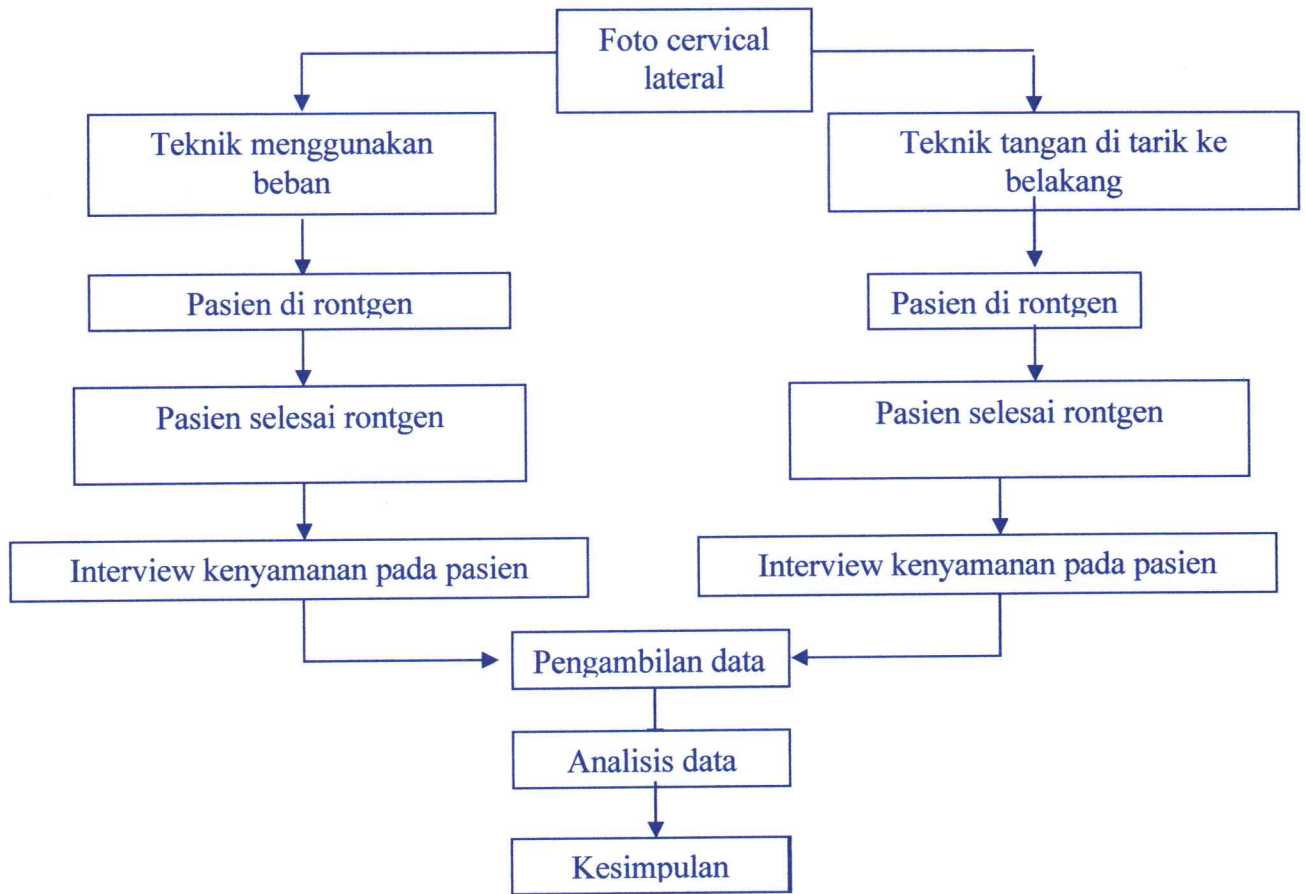 Foto cervical
lateral
Teknik menggunakan
beban
Teknik tangan di tarik ke
belakang
Pasien di rontgen
Pasien di rontgen
Pasien selesai rontgen
Pasien selesai rontgen
Interview kenyamanan pada pasien
Interview kenyamanan pada pasien
Pengambilan data
Analisis data
Kesimpulan